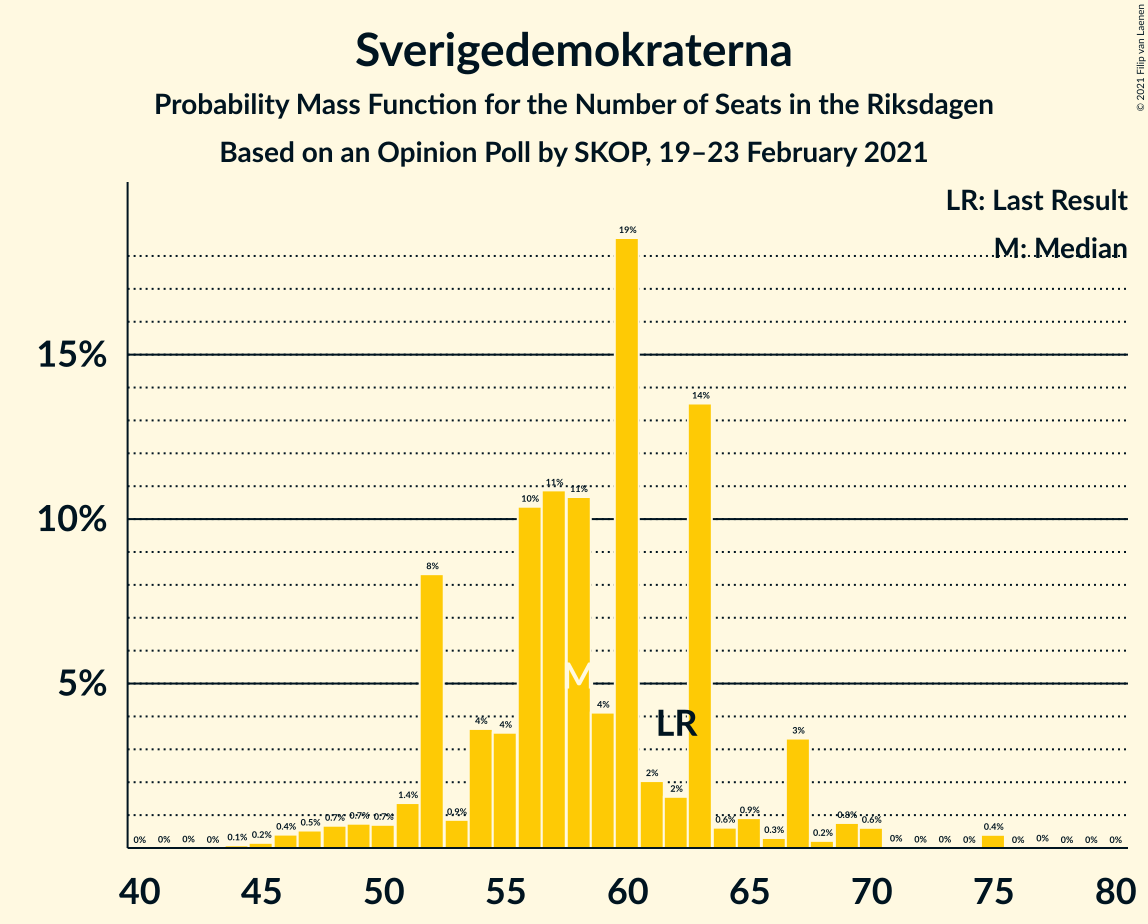 Sverigedemokraterna
Probability Mass Function for the Number of Seats in the Riksdagen
Based on an Opinion Poll by SKOP, 19–23 February 2021
© 2021 Filip van Laenen
LR: Last Result
M: Median
15%
10%
5%
0% 0% 0% 0% 0.1% 0.2% 0.4% 0.5% 0.7% 0.7% 0.7% 1.4% 8% 0.9% 4% 4% 10% 11% 11% 4% 19% 2% 2% 14% 0.6% 0.9% 0.3% 3% 0.2% 0.8% 0.6% 0% 0% 0% 0% 0.4% 0% 0% 0% 0% 0%
M
LR
40 45 50 55 60 65 70 75 80